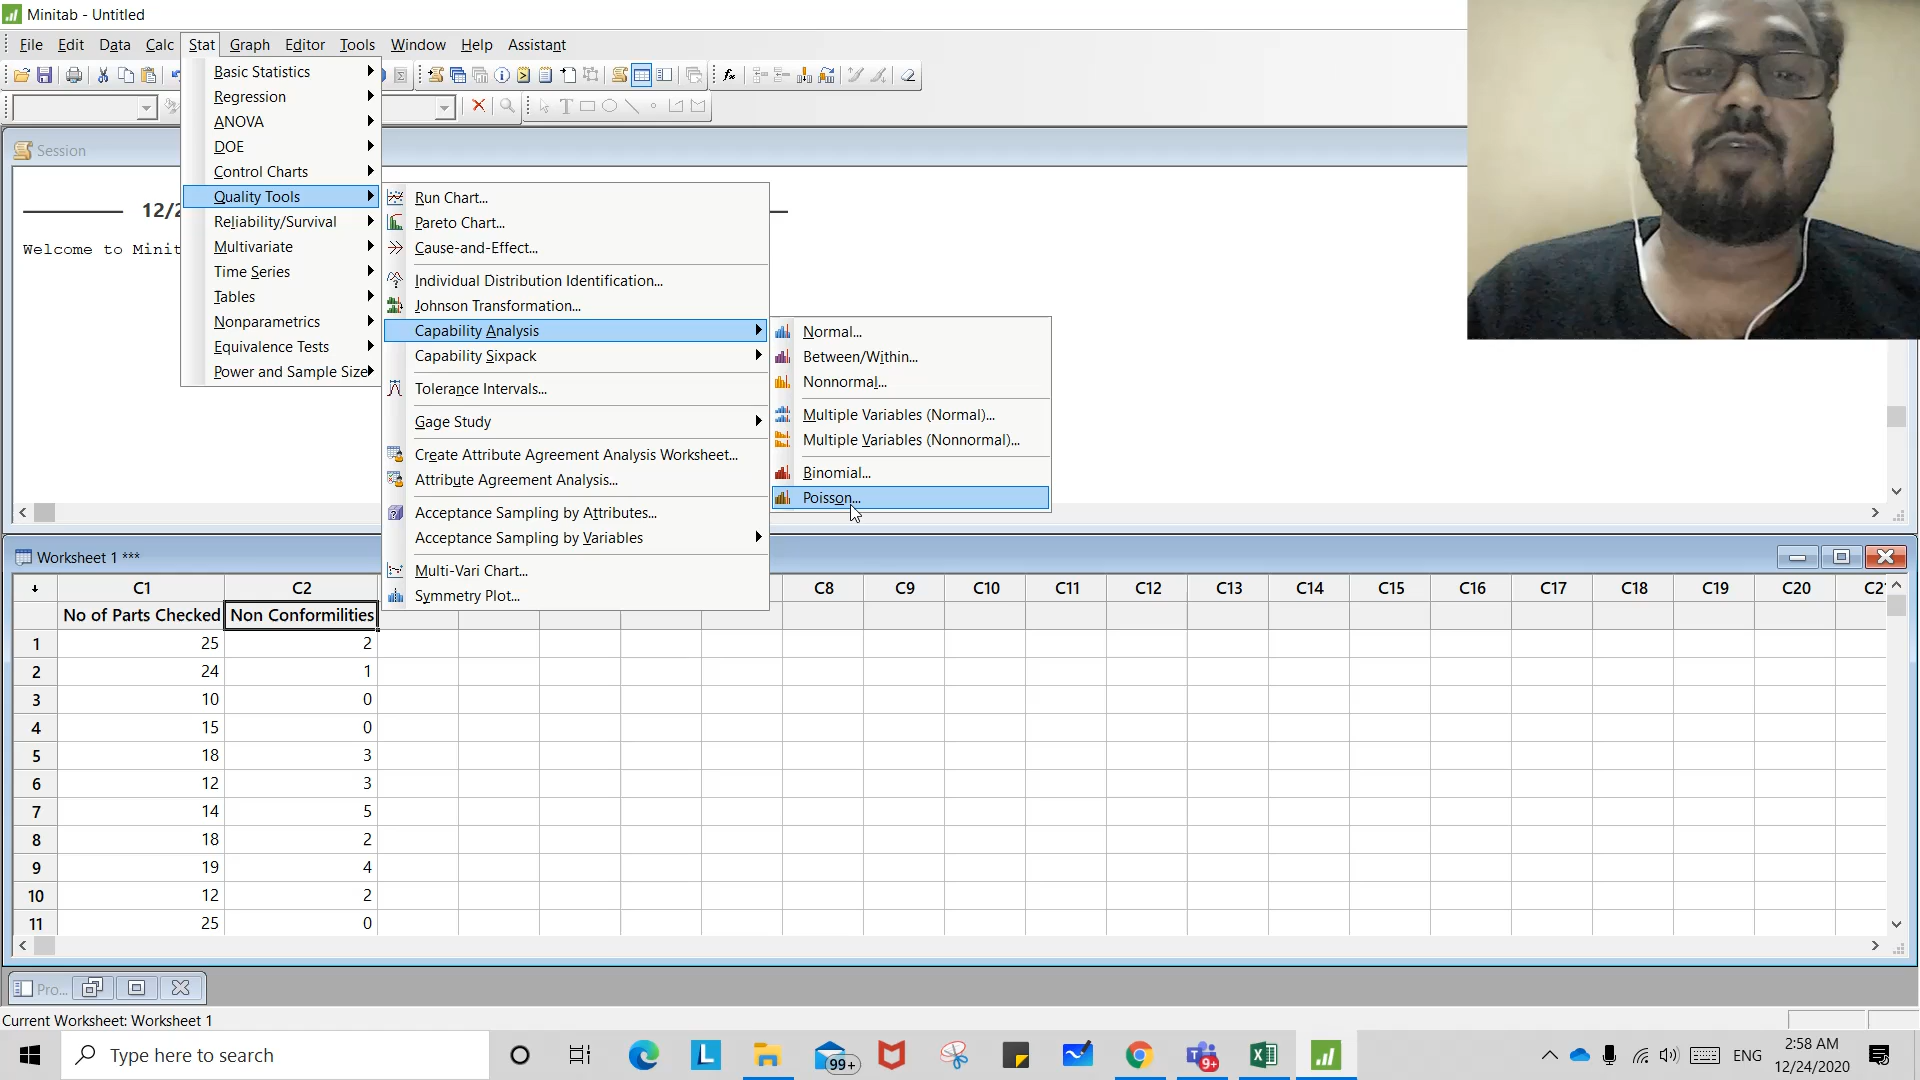 Minitab - Untitled
File Edit Data Calc Stat Graph Editor Tools Window Help Assistant
Session
12/2
Welcome to Minit
Basic Statistics
Regression
ANOVA
DOE
Control Charts
Quality Tools
Reliability/Survival
Multivariate
Time Series
Tables
Nonparametrics
Equivalence Tests
Power and Sample Size
Run Chart...
Pareto Chart...
Cause-and-Effect...
Individual Distribution Identification...
Johnson Transformation...
Capability Analysis
Capability Sixpack
Tolerance Intervals...
Gage Study
Create Attribute Agreement Analysis Worksheet...
Attribute Agreement Analysis...
Acceptance Sampling by Attributes...
Acceptance Sampling by Variables
Multi-Vari Chart...
Symmetry Plot...
Normal...
Between/Within...
Nonnormal...
Multiple Variables (Normal)...
Multiple Variables (Nonnormal)...
Binomial...
Poisson...
Worksheet 1 ***
C1 C2 C8 C9 C10 C11 C12 C13 C14 C15 C16 C17 C18 C19 C20 C2
No of Parts Checked Non Conformilities
1 25 2
2 24 1
3 10 0
4 15 0
5 18 3
6 12 3
7 14 5
8 18 2
9 19 4
10 12 2
11 25 0
Pro...
Current Worksheet: Worksheet 1
Type here to search
99+
9+
ENG
2:58 AM
12/24/2020